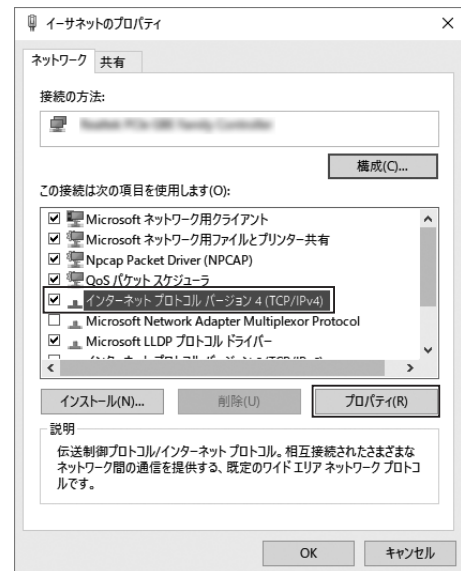 イーサネットのプロパティ
ネットワーク 共有
接続の方法:
構成(C)...
この接続は次の項目を使用します(O):
Microsoft ネットワーク用クライアント
Microsoft ネットワーク用ファイルとプリンター共有
Npcap Packet Driver (NPCAP)
QoS パケット スケジューラ
インターネット プロトコル バージョン 4 (TCP/IPv4)
Microsoft Network Adapter Multiplexor Protocol
Microsoft LLDP プロトコル ドライバー
インストール(N)... 削除(U) プロパティ(R)
説明
伝送制御プロトコル/インターネット プロトコル。相互接続されたさまざまな
ネットワーク間の通信を提供する、既定のワイド エリア ネットワーク プロトコ
ルです。
OK キャンセル